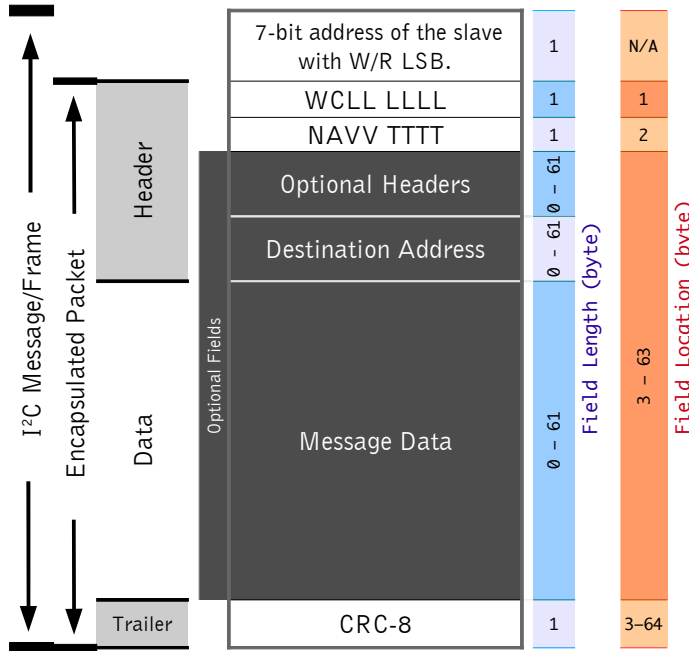 I²C Message/Frame
Encapsulated Packet
Header
Data
Trailer
Optional Fields
7-bit address of the slave
with W/R LSB.
WCLL LLLL
NAVV TTTT
Optional Headers
Destination Address
Message Data
CRC-8
1
1
1
0 – 61
0 – 61
0 – 61
1
Field Length (byte)
N/A
1
2
3 – 63
3–64
Field Location (byte)